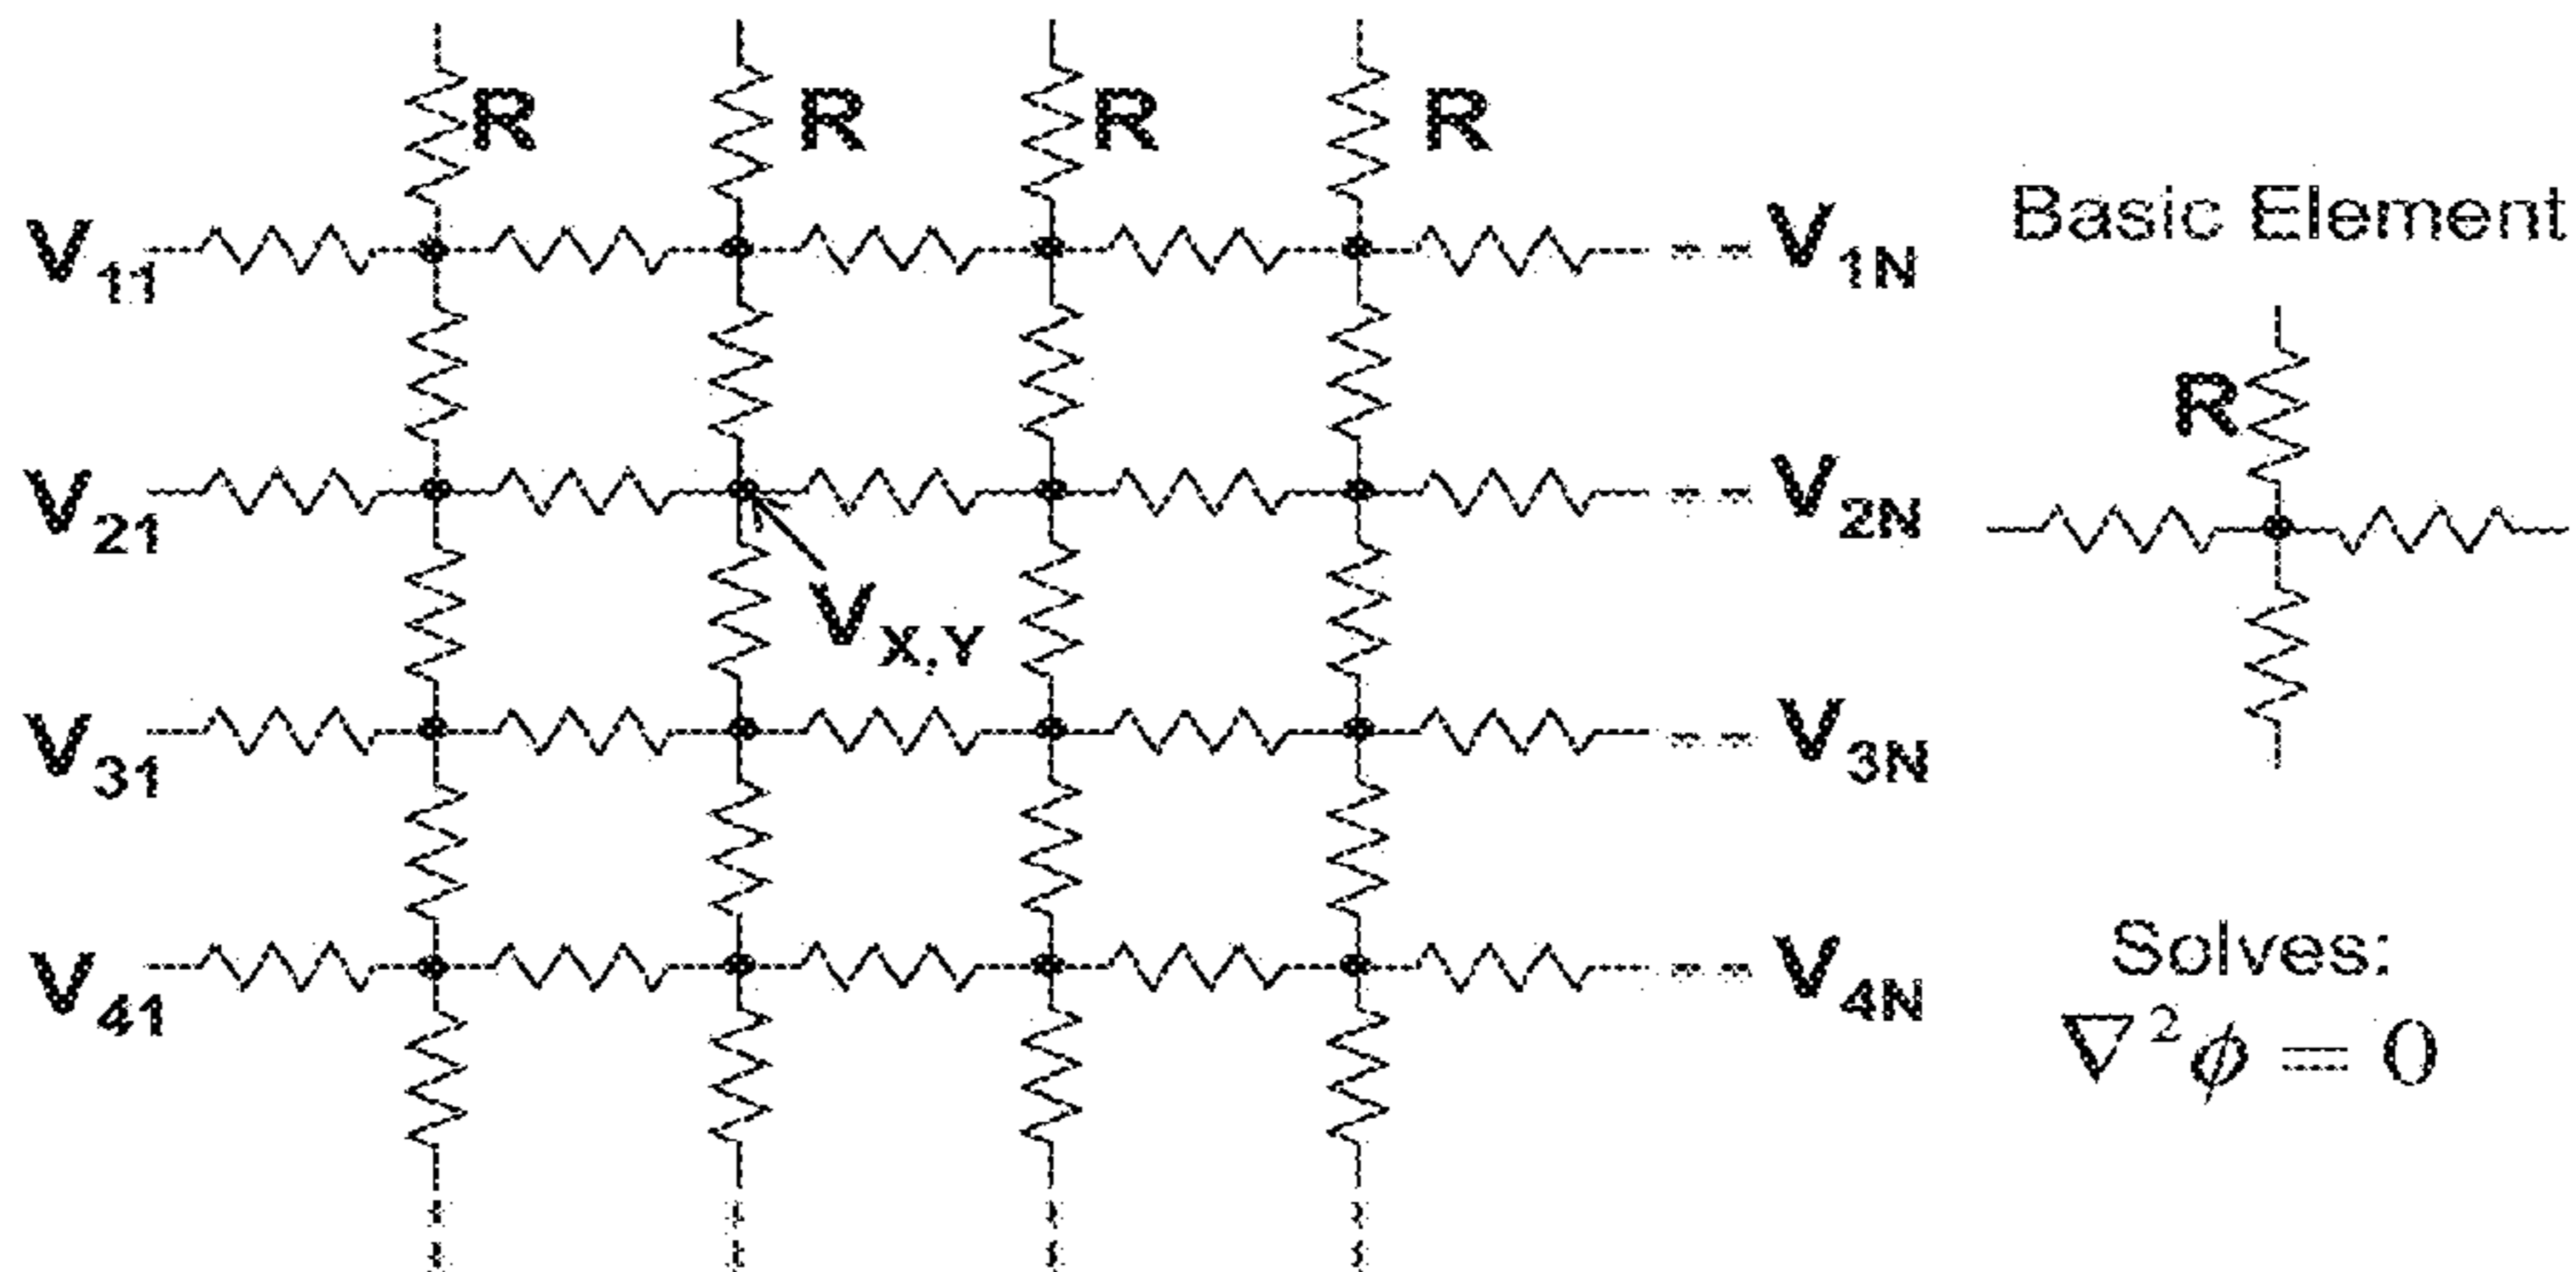 R R R R
V11 V1N
Basic Element
R
V21 V2N
VX,Y
V31 V3N
V41 V4N
Solves:
∇²ϕ = 0